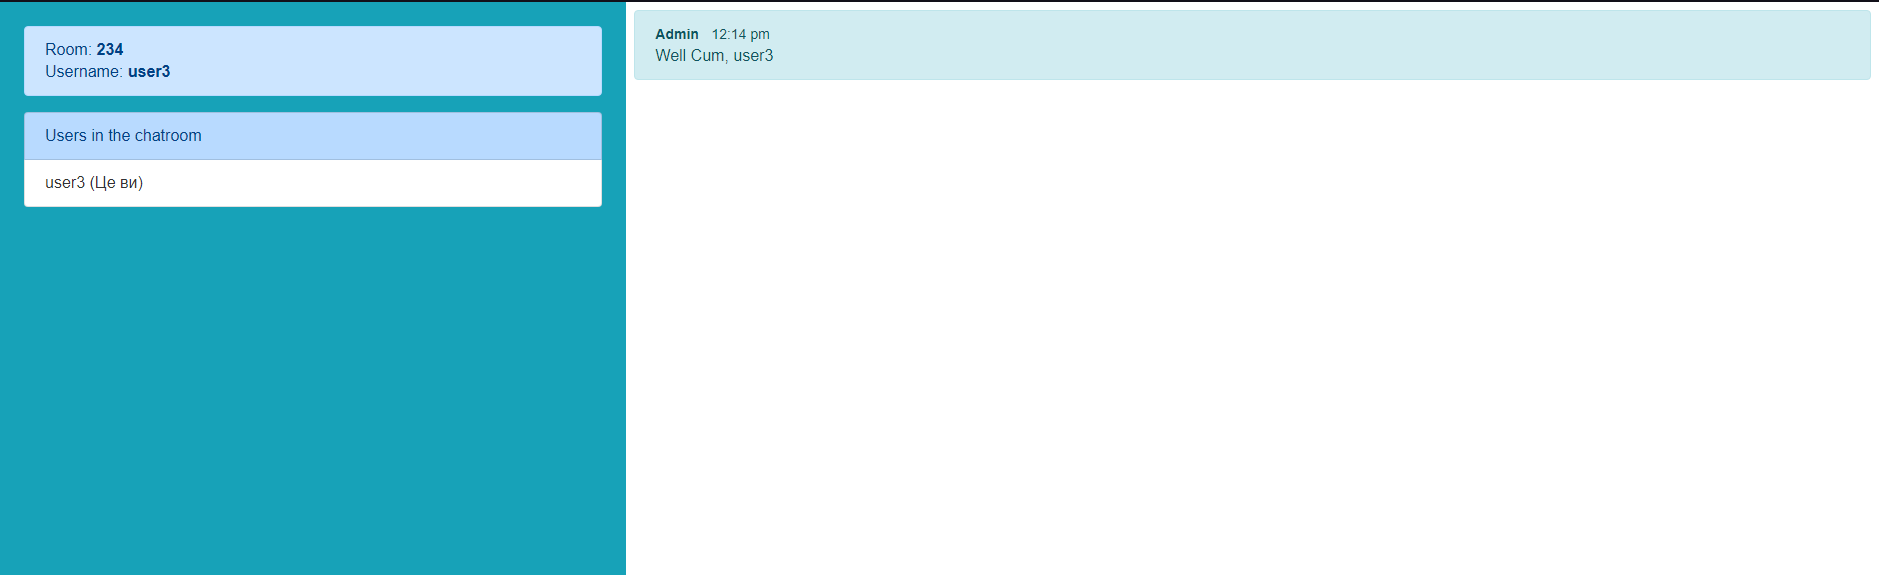 Room: 234
Username: user3
Users in the chatroom
user3 (Це ви)
Admin 12:14 pm
Well Cum, user3